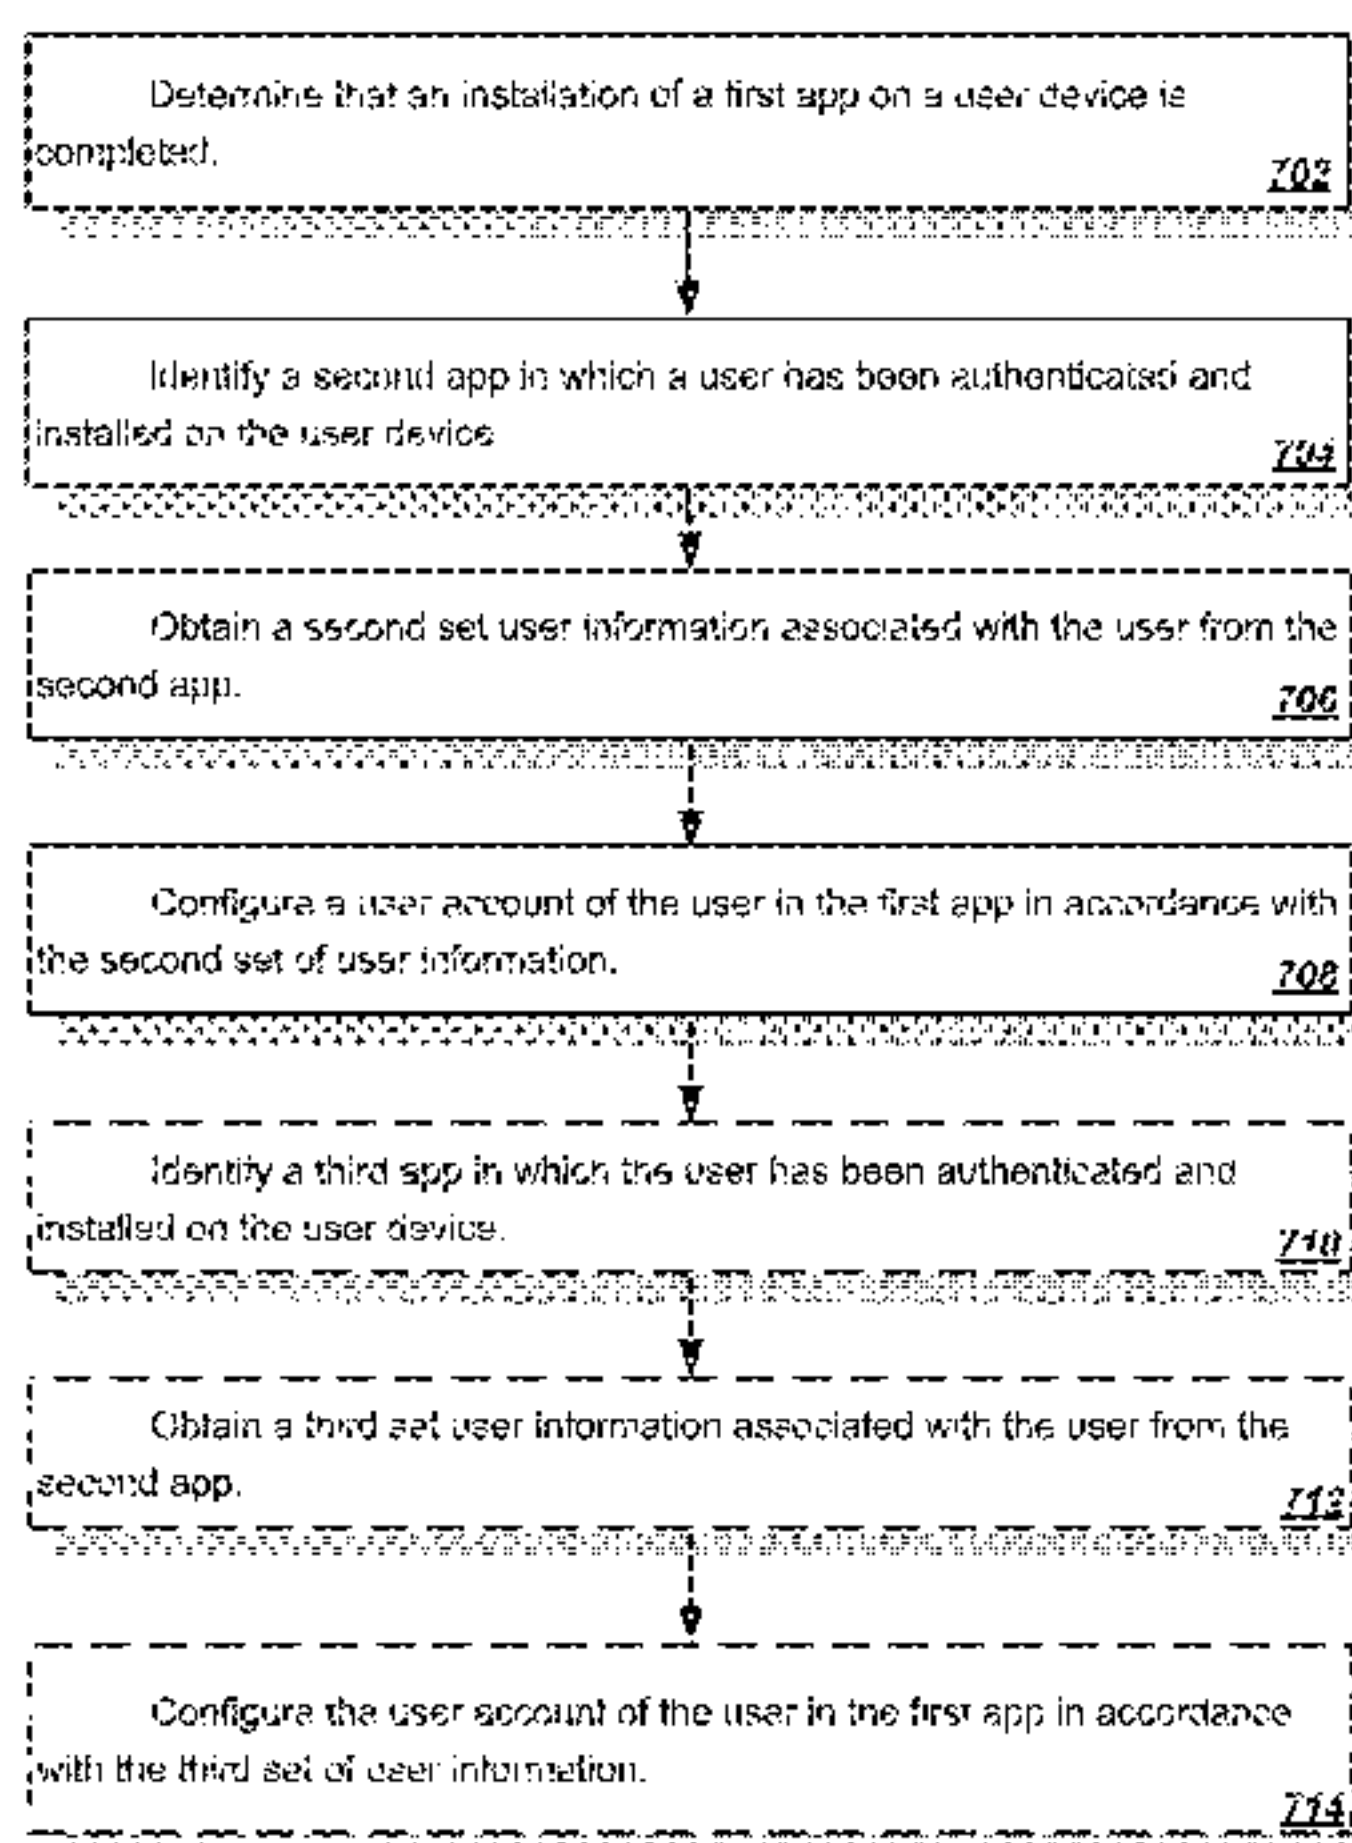 Determine that an installation of a first app on a user device is
completed.
702
Identify a second app in which a user has been authenticated and
installed on the user device
704
Obtain a second set user information associated with the user from the
second app.
706
Configure a user account of the user in the first app in accordance with
the second set of user information.
708
Identify a third app in which the user has been authenticated and
installed on the user device.
710
Obtain a third set user information associated with the user from the
second app.
712
Configure the user account of the user in the first app in accordance
with the third set of user information.
714